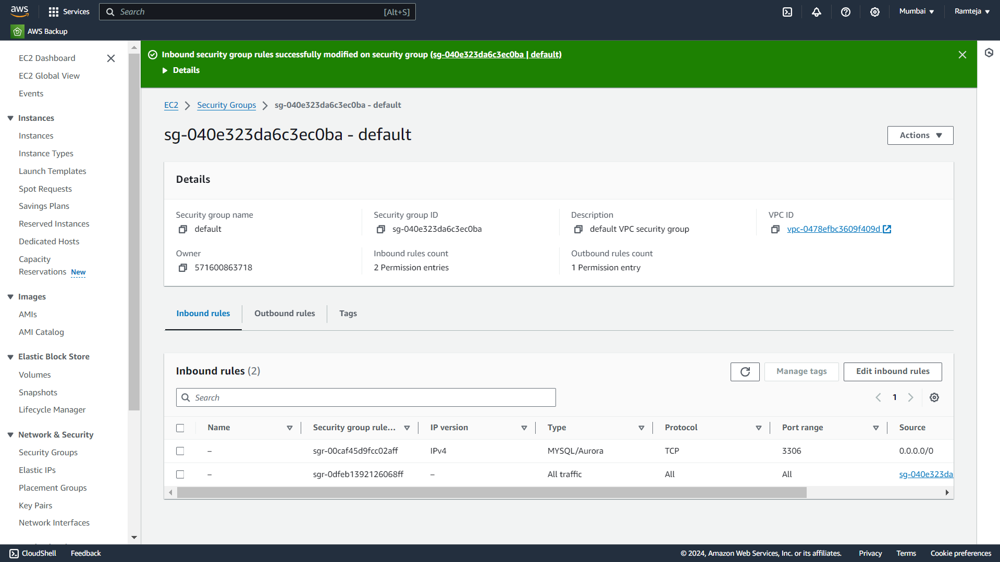 aws
Services
Search
[Alt+S]
Mumbai
Ramteja
AWS Backup
EC2 Dashboard
EC2 Global View
Events
Instances
Instances
Instance Types
Launch Templates
Spot Requests
Savings Plans
Reserved Instances
Dedicated Hosts
Capacity
Reservations New
Images
AMIs
AMI Catalog
Elastic Block Store
Volumes
Snapshots
Lifecycle Manager
Network & Security
Security Groups
Elastic IPs
Placement Groups
Key Pairs
Network Interfaces
Inbound security group rules successfully modified on security group (sg-040e323da6c3ec0ba | default)
Details
EC2 > Security Groups > sg-040e323da6c3ec0ba - default
sg-040e323da6c3ec0ba - default
Actions
Details
Security group name
default
Security group ID
sg-040e323da6c3ec0ba
Description
default VPC security group
VPC ID
vpc-0478efbc3609f409d
Owner
571600863718
Inbound rules count
2 Permission entries
Outbound rules count
1 Permission entry
Inbound rules
Outbound rules
Tags
Inbound rules (2)
Manage tags
Edit inbound rules
Search
1
Name Security group rule... IP version Type Protocol Port range Source
– sgr-00caf45d9fcc02aff IPv4 MYSQL/Aurora TCP 3306 0.0.0.0/0
– sgr-0dfeb1392126068ff – All traffic All All sg-040e323da
CloudShell
Feedback
© 2024, Amazon Web Services, Inc. or its affiliates.
Privacy
Terms
Cookie preferences